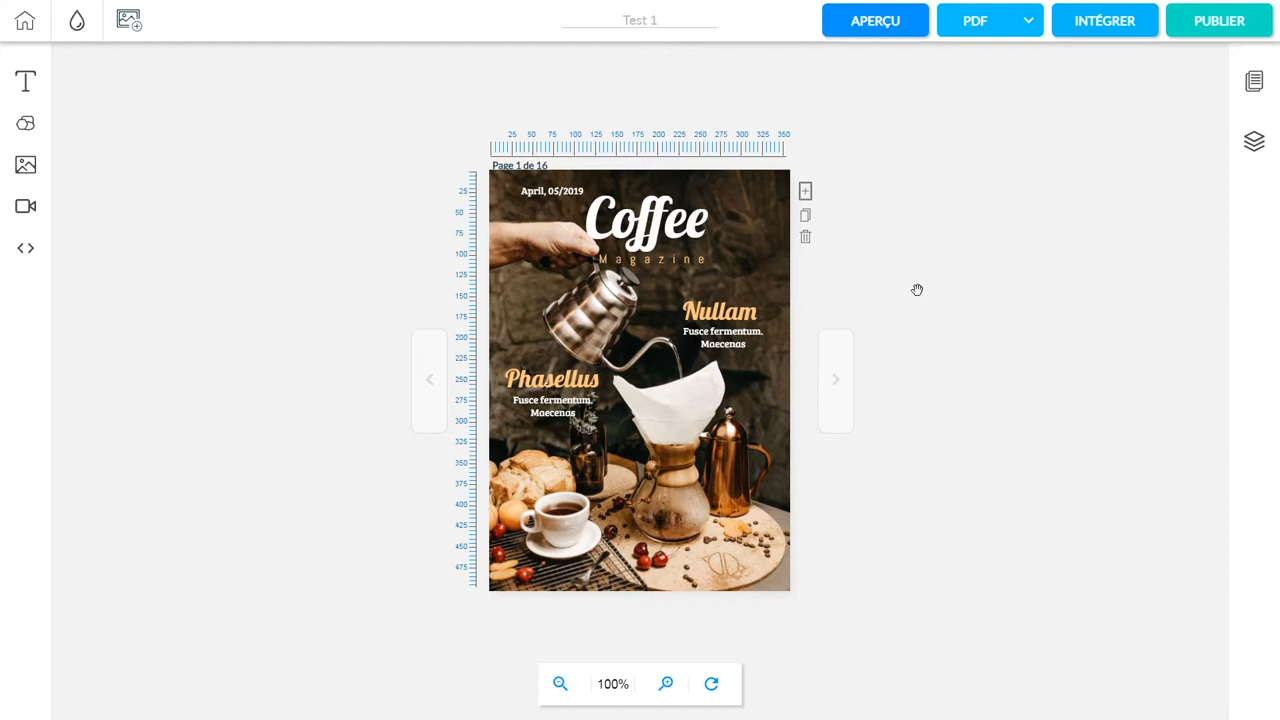 Test 1
APERÇU
PDF
INTÉGRER
PUBLIER
25 50 75 100 125 150 175 200 225 250 275 300 325 350
Page 1 de 16
25
50
75
100
125
150
175
200
225
250
275
300
325
350
375
400
425
450
475
April, 05/2019
Coffee
Magazine
Nullam
Fusce fermentum.
Maecenas
Phasellus
Fusce fermentum.
Maecenas
100%